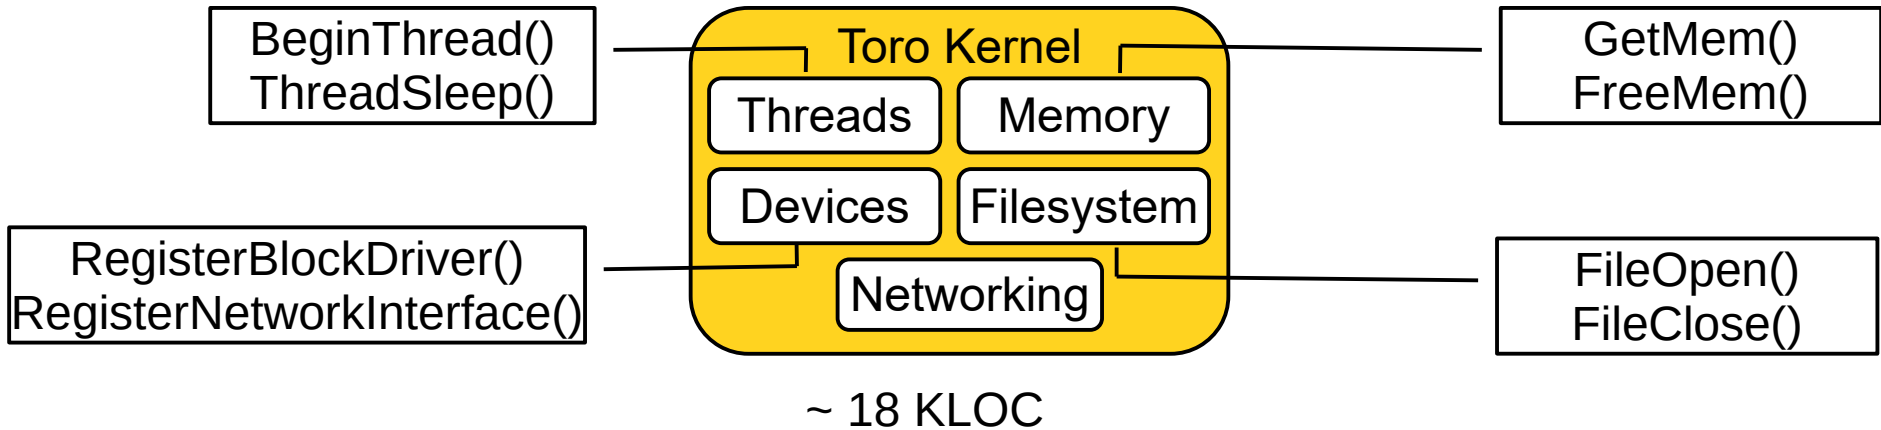 BeginThread()
ThreadSleep()
Toro Kernel
GetMem()
FreeMem()
Threads
Memory
Devices
Filesystem
RegisterBlockDriver()
RegisterNetworkInterface()
Networking
FileOpen()
FileClose()
~ 18 KLOC